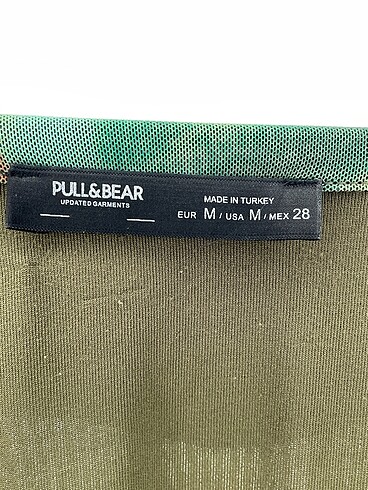 PULL&BEAR
UPDATED GARMENTS
MADE IN TURKEY
EUR M / USA M / MEX 28